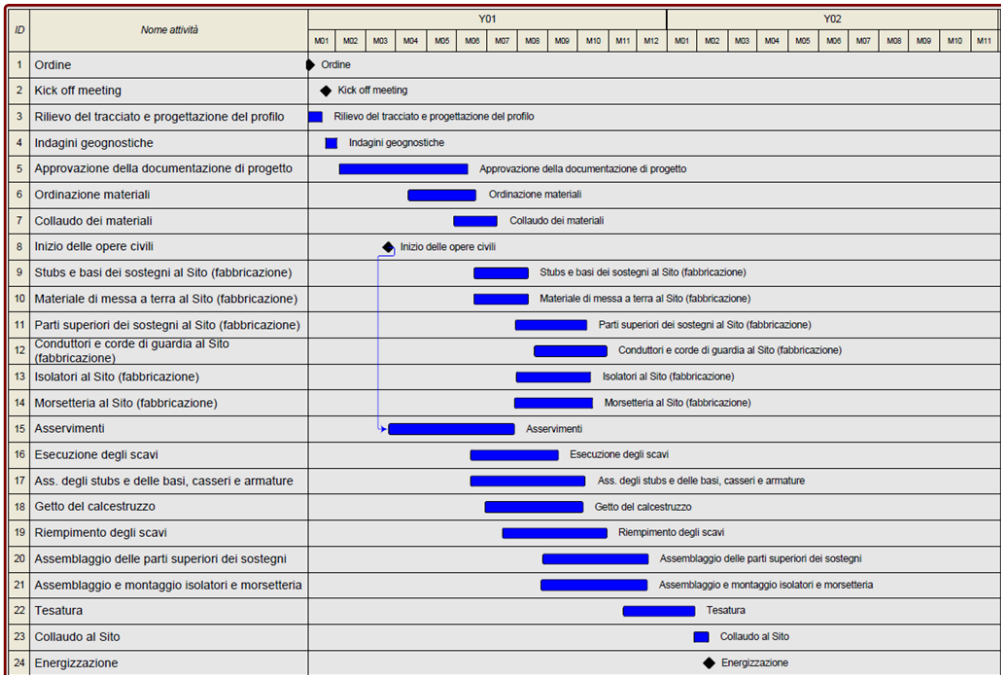 ID Nome attività Y01 Y02
M01 M02 M03 M04 M05 M06 M07 M08 M09 M10 M11 M12 M01 M02 M03 M04 M05 M06 M07 M08 M09 M10 M11
1 Ordine Ordine
2 Kick off meeting Kick off meeting
3 Rilievo del tracciato e progettazione del profilo Rilievo del tracciato e progettazione del profilo
4 Indagini geognostiche Indagini geognostiche
5 Approvazione della documentazione di progetto Approvazione della documentazione di progetto
6 Ordinazione materiali Ordinazione materiali
7 Collaudo dei materiali Collaudo dei materiali
8 Inizio delle opere civili Inizio delle opere civili
9 Stubs e basi dei sostegni al Sito (fabbricazione) Stubs e basi dei sostegni al Sito (fabbricazione)
10 Materiale di messa a terra al Sito (fabbricazione) Materiale di messa a terra al Sito (fabbricazione)
11 Parti superiori dei sostegni al Sito (fabbricazione) Parti superiori dei sostegni al Sito (fabbricazione)
12 Conduttori e corde di guardia al Sito
(fabbricazione) Conduttori e corde di guardia al Sito (fabbricazione)
13 Isolatori al Sito (fabbricazione) Isolatori al Sito (fabbricazione)
14 Morsetteria al Sito (fabbricazione) Morsetteria al Sito (fabbricazione)
15 Asservimenti Asservimenti
16 Esecuzione degli scavi Esecuzione degli scavi
17 Ass. degli stubs e delle basi, casseri e armature Ass. degli stubs e delle basi, casseri e armature
18 Getto del calcestruzzo Getto del calcestruzzo
19 Riempimento degli scavi Riempimento degli scavi
20 Assemblaggio delle parti superiori dei sostegni Assemblaggio delle parti superiori dei sostegni
21 Assemblaggio e montaggio isolatori e morsetteria Assemblaggio e montaggio isolatori e morsetteria
22 Tesatura Tesatura
23 Collaudo al Sito Collaudo al Sito
24 Energizzazione Energizzazione